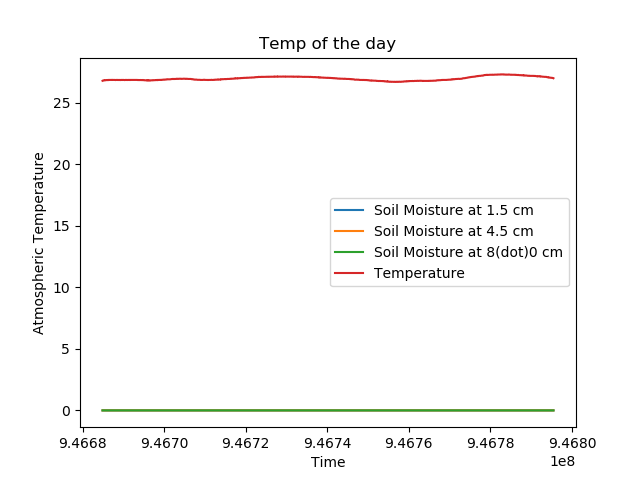 Temp of the day
Atmospheric Temperature
25
20
15
10
5
0
Soil Moisture at 1.5 cm
Soil Moisture at 4.5 cm
Soil Moisture at 8(dot)0 cm
Temperature
9.4668 9.4670 9.4672 9.4674 9.4676 9.4678 9.4680
1e8
Time